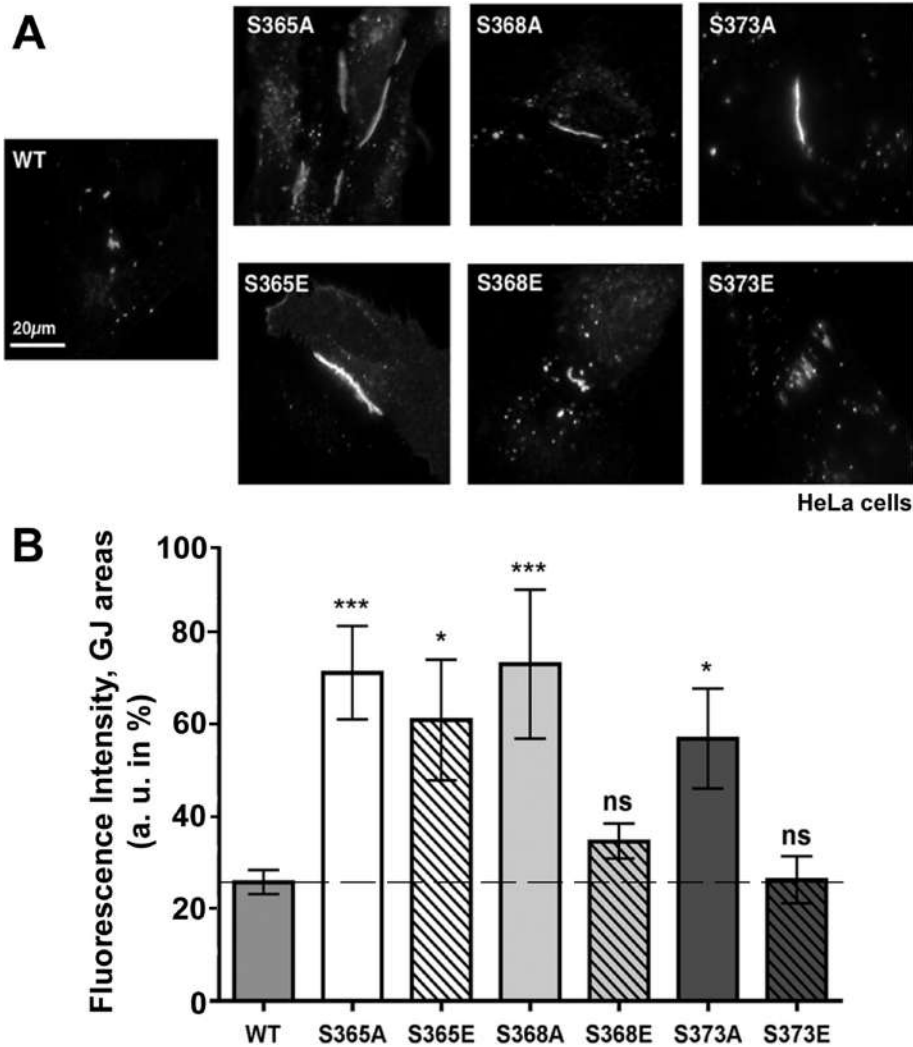 A
S365A
S368A
S373A
WT
20µm
S365E
S368E
S373E
HeLa cells
B
Fluorescence Intensity, GJ areas
(a. u. in %)
100
80
60
40
20
0
***
*
***
ns
*
ns
WT
S365A
S365E
S368A
S368E
S373A
S373E